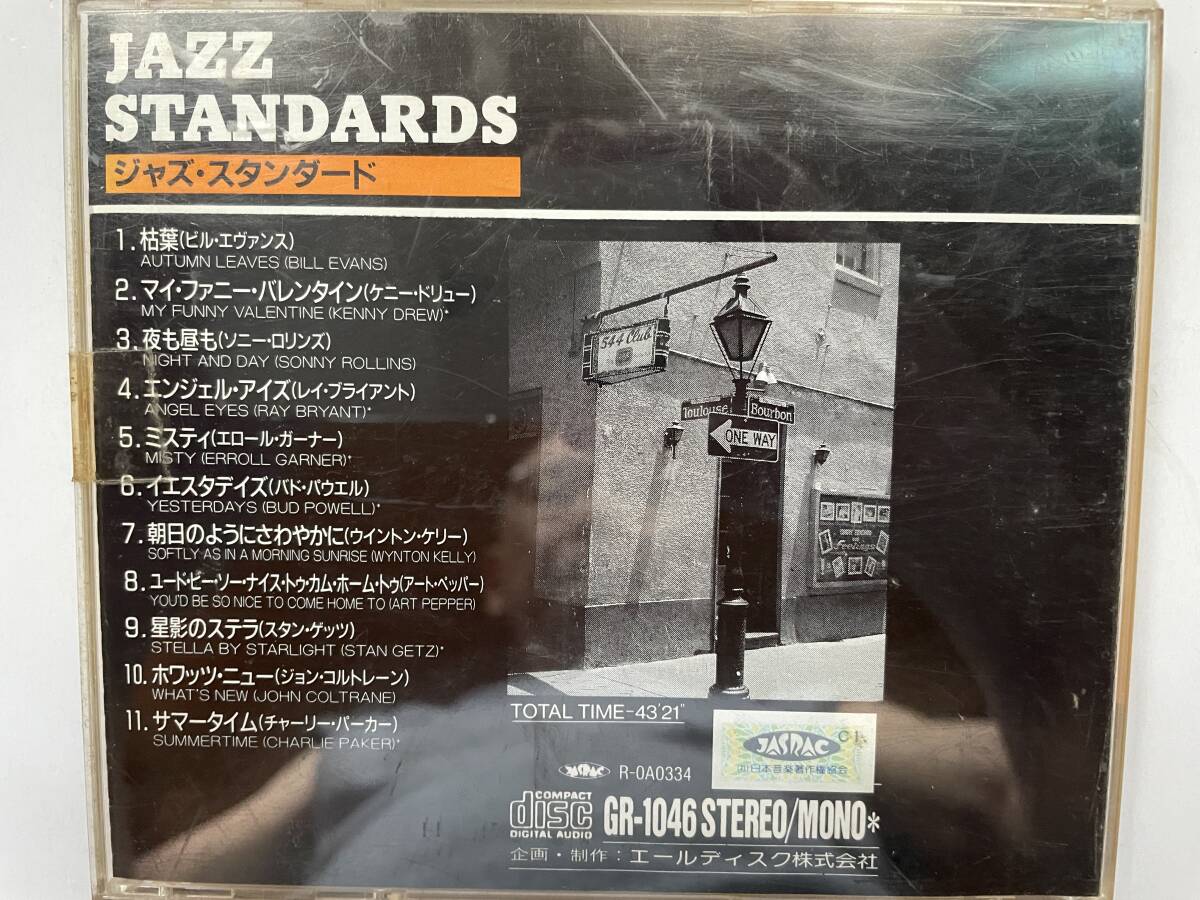 JAZZ
STANDARDS
ジャズ・スタンダード
1. 枯葉(ビル・エヴァンス)
AUTUMN LEAVES (BILL EVANS)
2. マイ・ファニー・バレンタイン(ケニー・ドリュー)
MY FUNNY VALENTINE (KENNY DREW)*
3. 夜も昼も(ソニー・ロリンズ)
NIGHT AND DAY (SONNY ROLLINS)
4. エンジェル・アイズ(レイ・ブライアント)
ANGEL EYES (RAY BRYANT)*
5. ミスティ(エロール・ガーナー)
MISTY (ERROLL GARNER)*
6. イエスタデイズ(バド・パウエル)
YESTERDAYS (BUD POWELL)*
7. 朝日のようにさわやかに(ウイントン・ケリー)
SOFTLY AS IN A MORNING SUNRISE (WYNTON KELLY)
8. ユード・ビー・ソー・ナイス・トゥ・カム・ホーム・トゥ(アート・ペッパー)
YOU'D BE SO NICE TO COME HOME TO (ART PEPPER)
9. 星影のステラ(スタン・ゲッツ)
STELLA BY STARLIGHT (STAN GETZ)*
10. ホワッツ・ニュー(ジョン・コルトレーン)
WHAT'S NEW (JOHN COLTRANE)
11. サマータイム(チャーリー・パーカー)
SUMMERTIME (CHARLIE PAKER)*
544 Club
Toulouse
Bourbon
ONE WAY
Feelings
TOTAL TIME-43'21"
JASRAC
(社)日本音楽著作権協会
JASRAC R-0A0334
COMPACT
disc
DIGITAL AUDIO
GR-1046 STEREO/MONO*
企画・制作：エールディスク株式会社